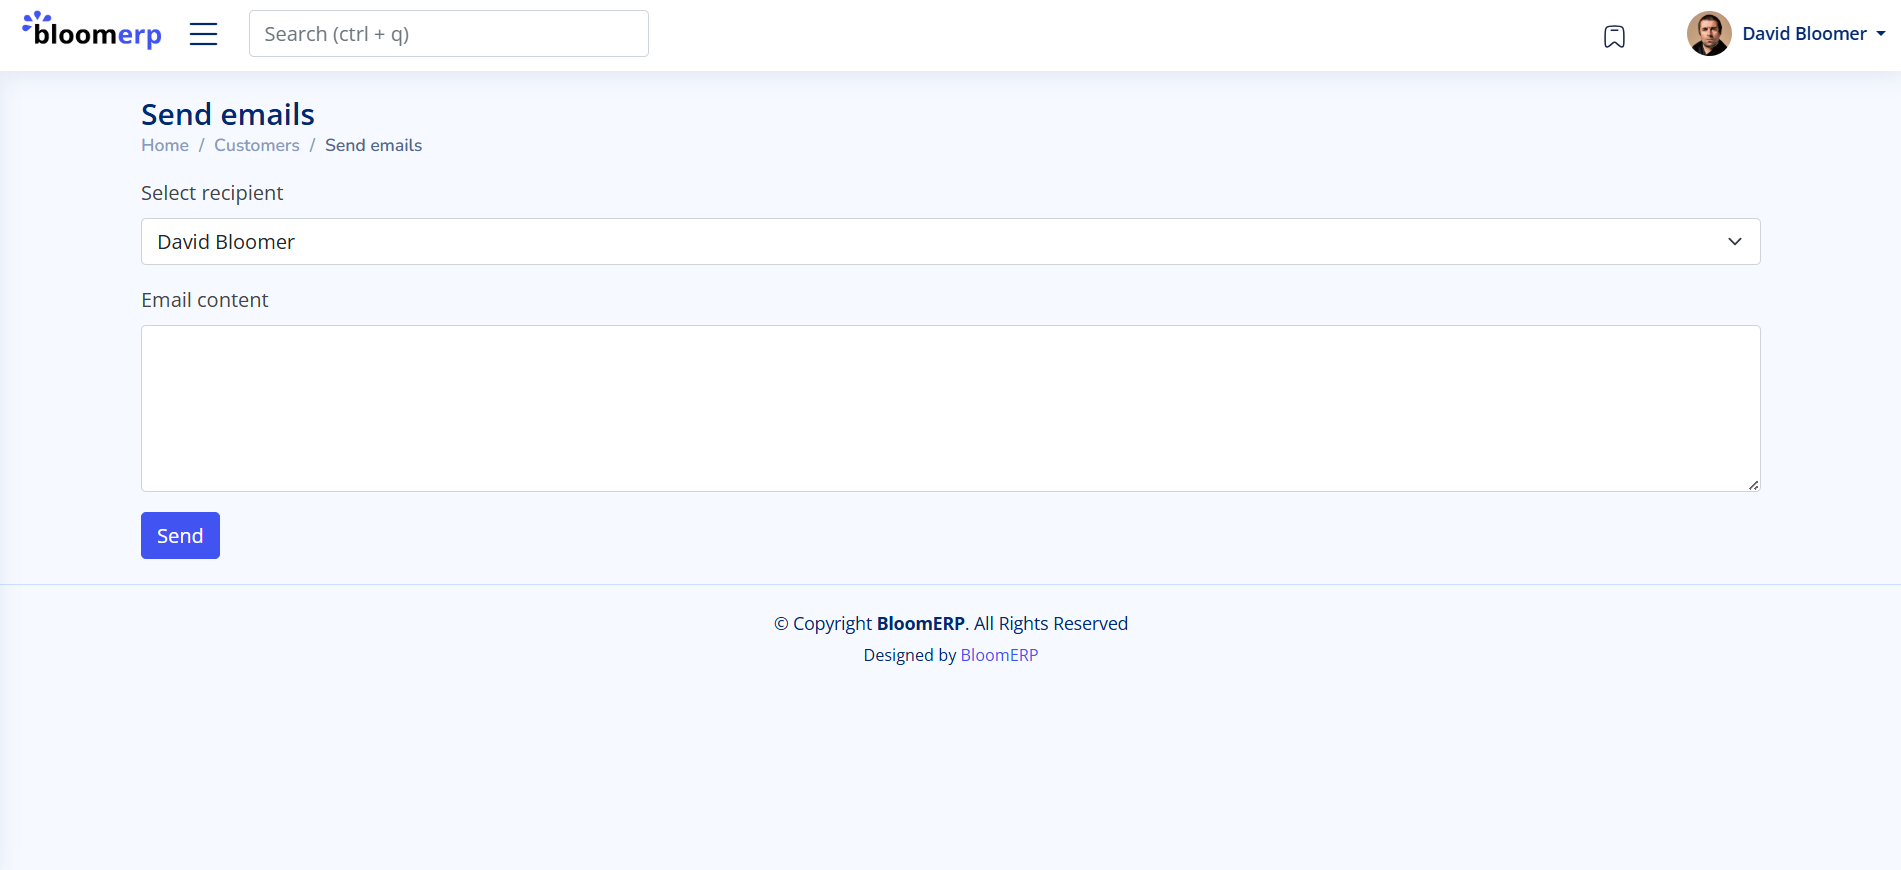 bloomerp
Search (ctrl + q)
David Bloomer
Send emails
Home / Customers / Send emails
Select recipient
David Bloomer
Email content
Send
© Copyright BloomERP. All Rights Reserved
Designed by BloomERP